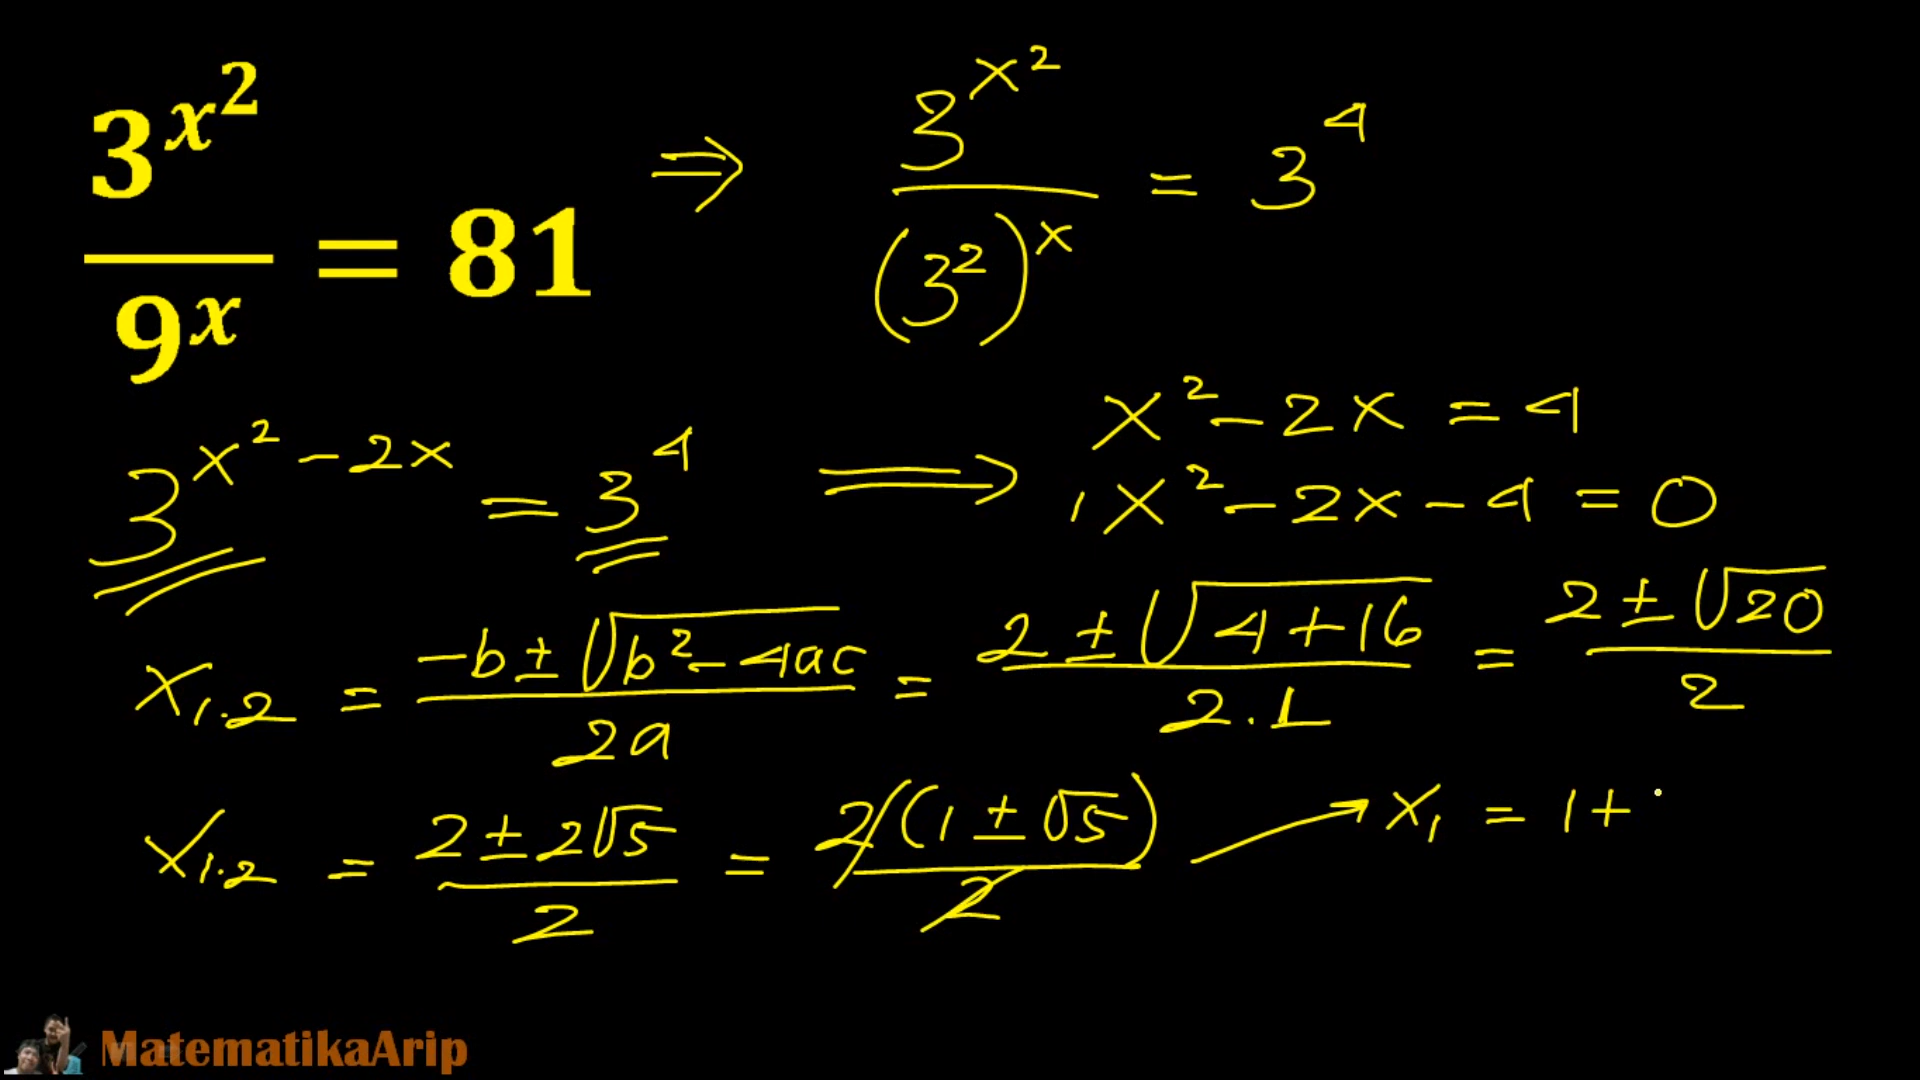 3^{x^2} / 9^x = 81 ⇒ 3^{x^2} / (3^2)^x = 3^4
3^{x^2 - 2x} = 3^4 ⟹ x^2 - 2x = 4
1x^2 - 2x - 4 = 0
x_{1.2} = (-b ± √(b^2 - 4ac)) / 2a = (2 ± √(4 + 16)) / 2.1 = (2 ± √20) / 2
x_{1.2} = (2 ± 2√5) / 2 = 2(1 ± √5) / 2 → x_1 = 1 +
MatematikaArip